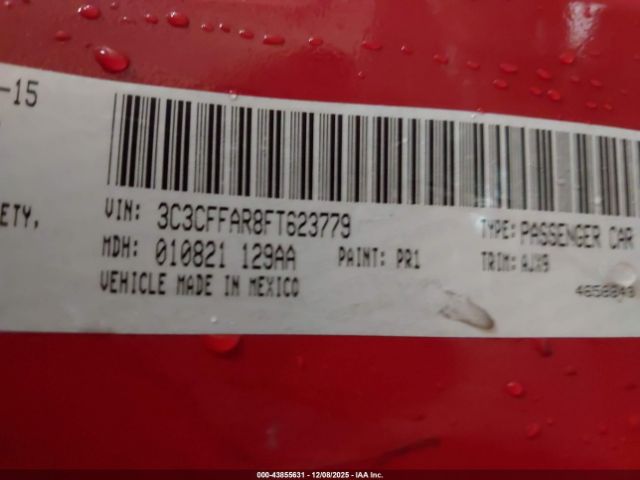 -15
ETY,
VIN: 3C3CFFAR8FT623779
TYPE: PASSENGER CAR
MDH: 010821 129AA
PAINT: PR1
TRIM: AJX9
VEHICLE MADE IN MEXICO
000-43855631 - 12/08/2025 - IAA Inc.